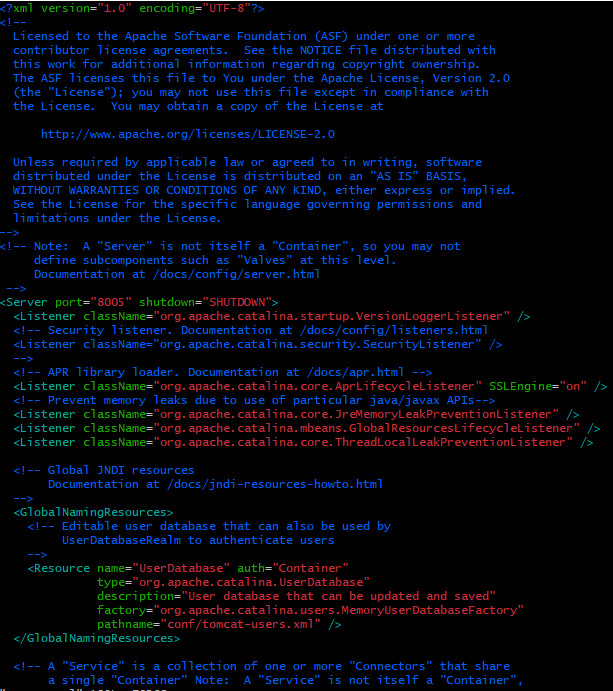 <?xml version="1.0" encoding="UTF-8"?>
<!--
  Licensed to the Apache Software Foundation (ASF) under one or more
  contributor license agreements.  See the NOTICE file distributed with
  this work for additional information regarding copyright ownership.
  The ASF licenses this file to You under the Apache License, Version 2.0
  (the "License"); you may not use this file except in compliance with
  the License.  You may obtain a copy of the License at

      http://www.apache.org/licenses/LICENSE-2.0

  Unless required by applicable law or agreed to in writing, software
  distributed under the License is distributed on an "AS IS" BASIS,
  WITHOUT WARRANTIES OR CONDITIONS OF ANY KIND, either express or implied.
  See the License for the specific language governing permissions and
  limitations under the License.
-->
<!-- Note:  A "Server" is not itself a "Container", so you may not
     define subcomponents such as "Valves" at this level.
     Documentation at /docs/config/server.html
 -->
<Server port="8005" shutdown="SHUTDOWN">
  <Listener className="org.apache.catalina.startup.VersionLoggerListener" />
  <!-- Security listener. Documentation at /docs/config/listeners.html
  <Listener className="org.apache.catalina.security.SecurityListener" />
  -->
  <!-- APR library loader. Documentation at /docs/apr.html -->
  <Listener className="org.apache.catalina.core.AprLifecycleListener" SSLEngine="on" />
  <!-- Prevent memory leaks due to use of particular java/javax APIs-->
  <Listener className="org.apache.catalina.core.JreMemoryLeakPreventionListener" />
  <Listener className="org.apache.catalina.mbeans.GlobalResourcesLifecycleListener" />
  <Listener className="org.apache.catalina.core.ThreadLocalLeakPreventionListener" />

  <!-- Global JNDI resources
       Documentation at /docs/jndi-resources-howto.html
  -->
  <GlobalNamingResources>
    <!-- Editable user database that can also be used by
         UserDatabaseRealm to authenticate users
    -->
    <Resource name="UserDatabase" auth="Container"
              type="org.apache.catalina.UserDatabase"
              description="User database that can be updated and saved"
              factory="org.apache.catalina.users.MemoryUserDatabaseFactory"
              pathname="conf/tomcat-users.xml" />
  </GlobalNamingResources>

  <!-- A "Service" is a collection of one or more "Connectors" that share
       a single "Container" Note:  A "Service" is not itself a "Container",